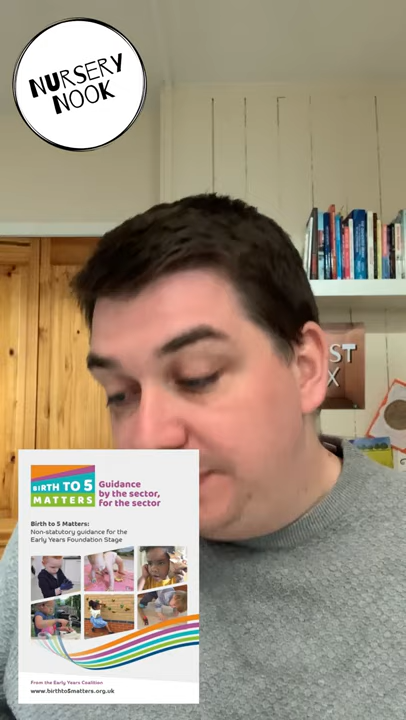 NURSERY
NOOK
ST
X
BiRTH TO 5
MATTERS
Guidance
by the sector,
for the sector
Birth to 5 Matters:
Non-statutory guidance for the
Early Years Foundation Stage
From the Early Years Coalition
www.birthto5matters.org.uk